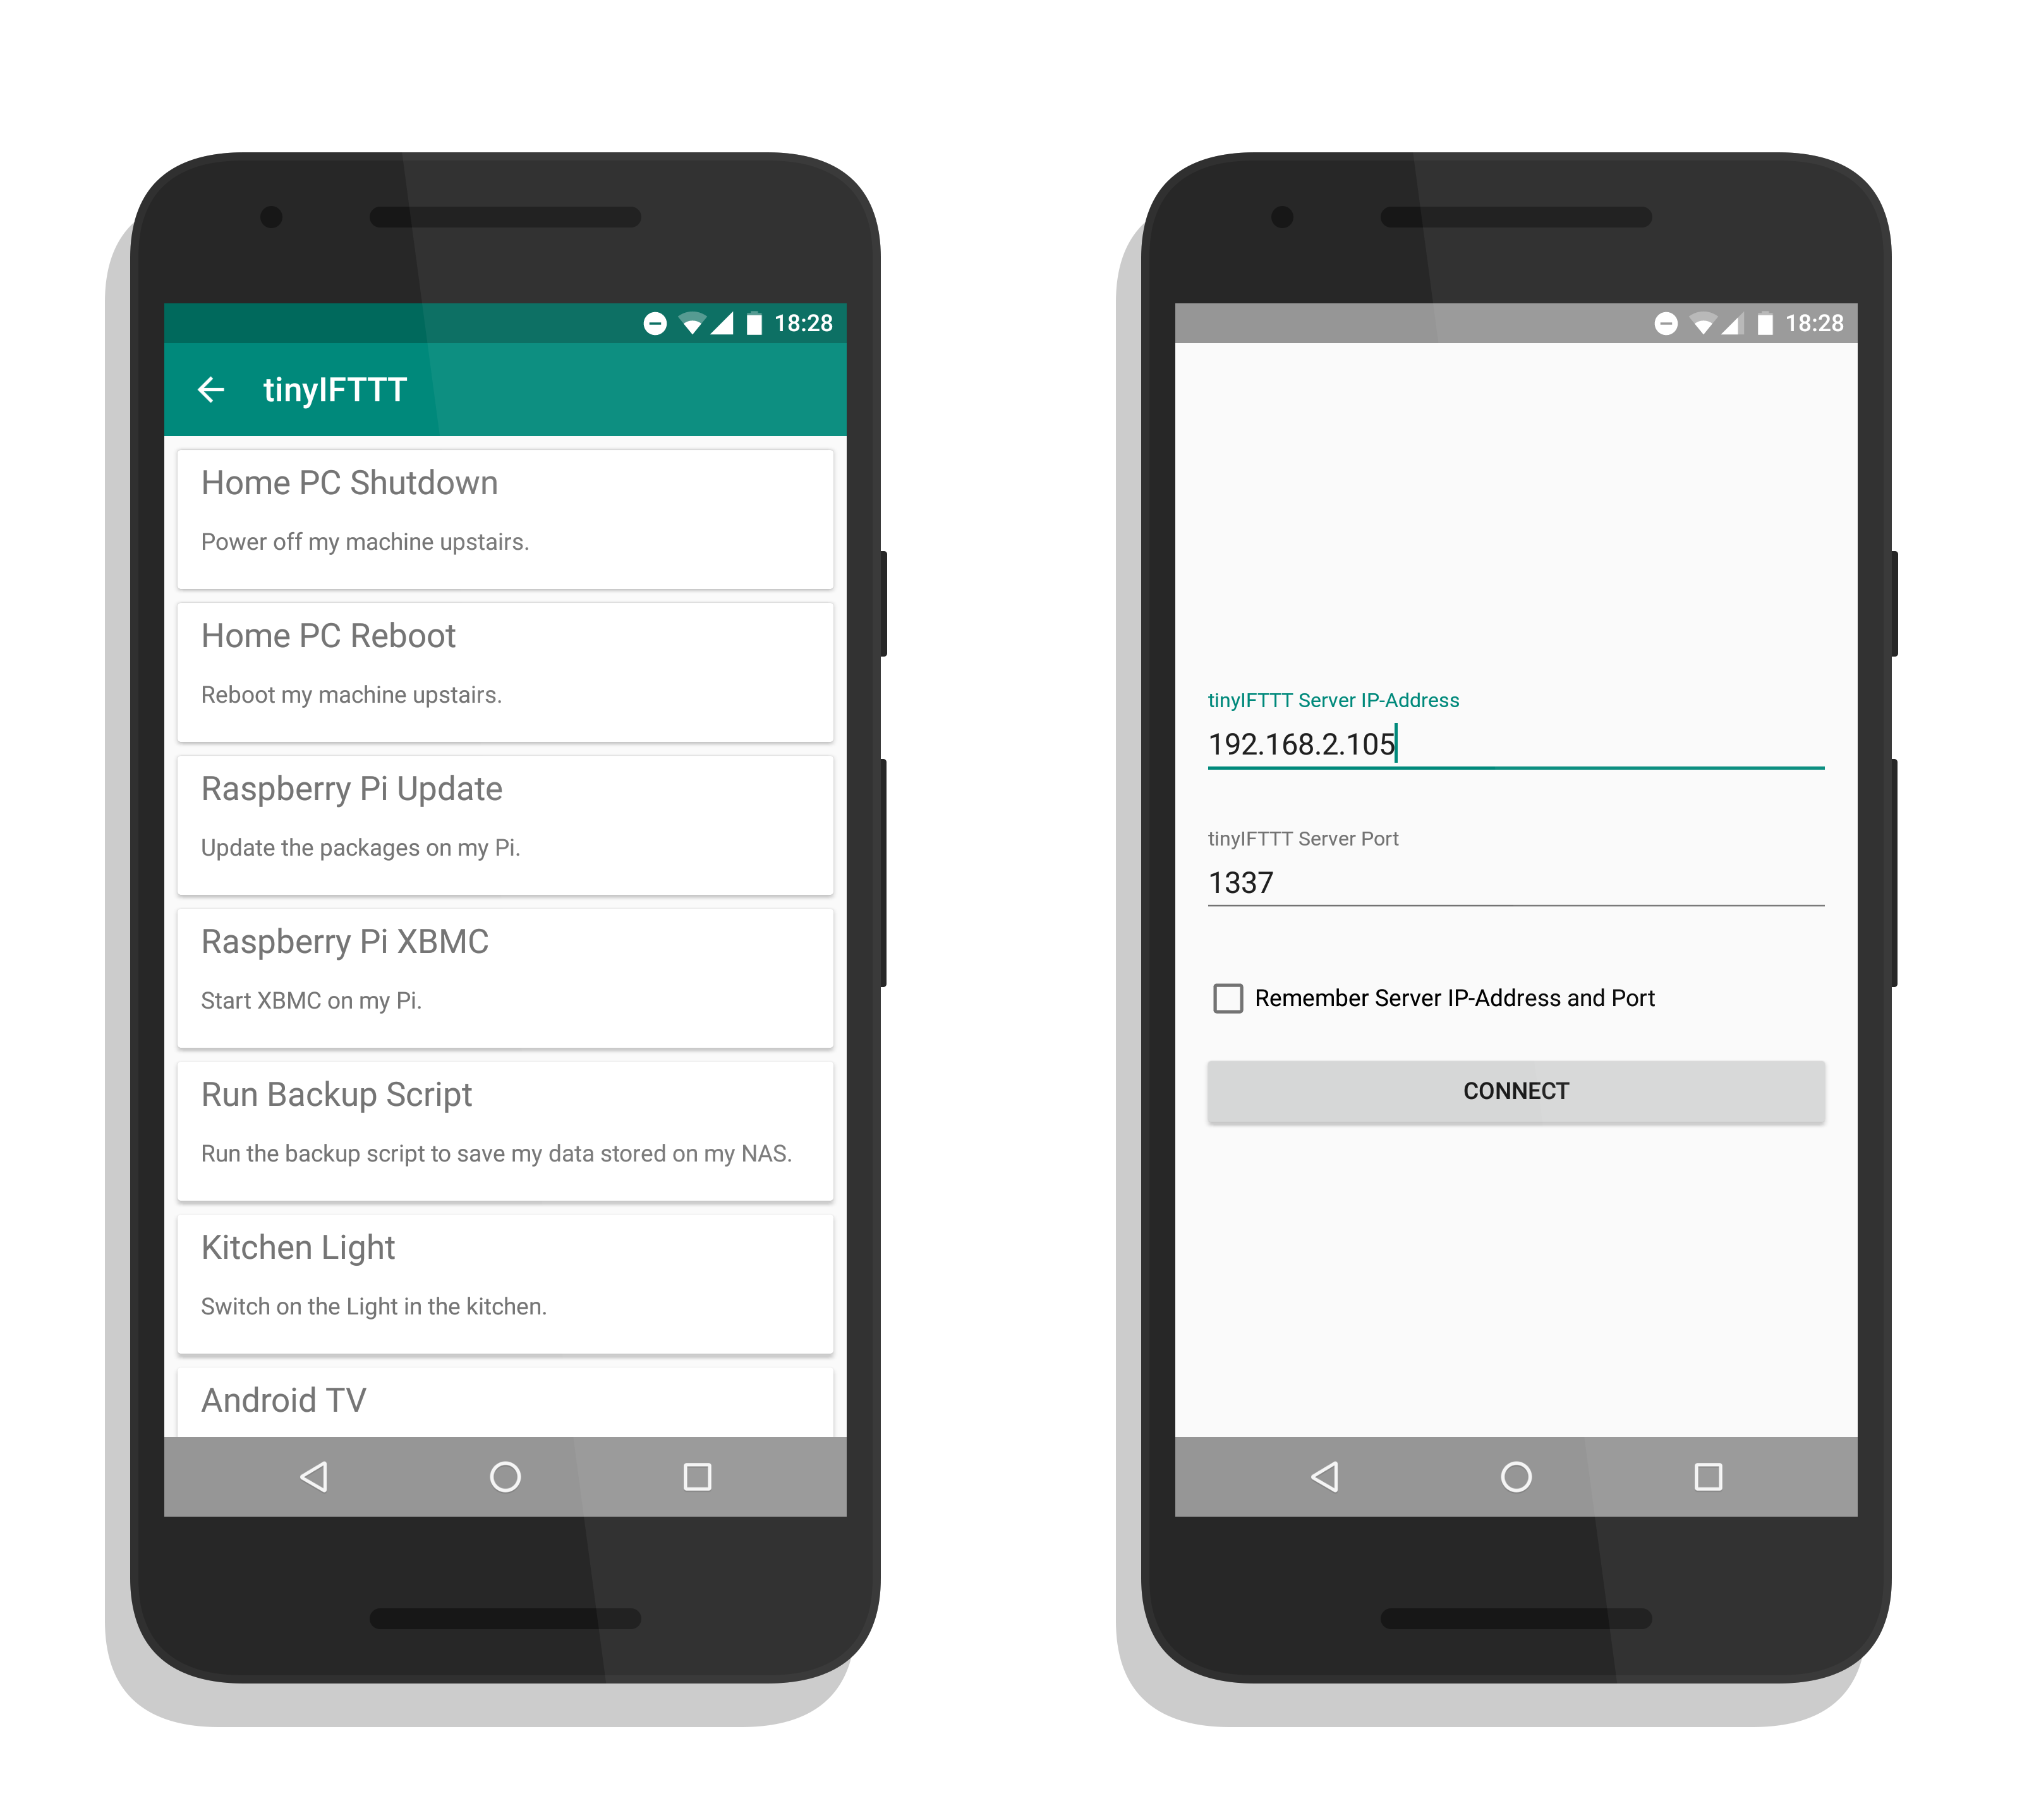 18:28
tinyIFTTT
Home PC Shutdown
Power off my machine upstairs.
Home PC Reboot
Reboot my machine upstairs.
Raspberry Pi Update
Update the packages on my Pi.
Raspberry Pi XBMC
Start XBMC on my Pi.
Run Backup Script
Run the backup script to save my data stored on my NAS.
Kitchen Light
Switch on the Light in the kitchen.
Android TV
18:28
tinyIFTTT Server IP-Address
192.168.2.105
tinyIFTTT Server Port
1337
Remember Server IP-Address and Port
CONNECT